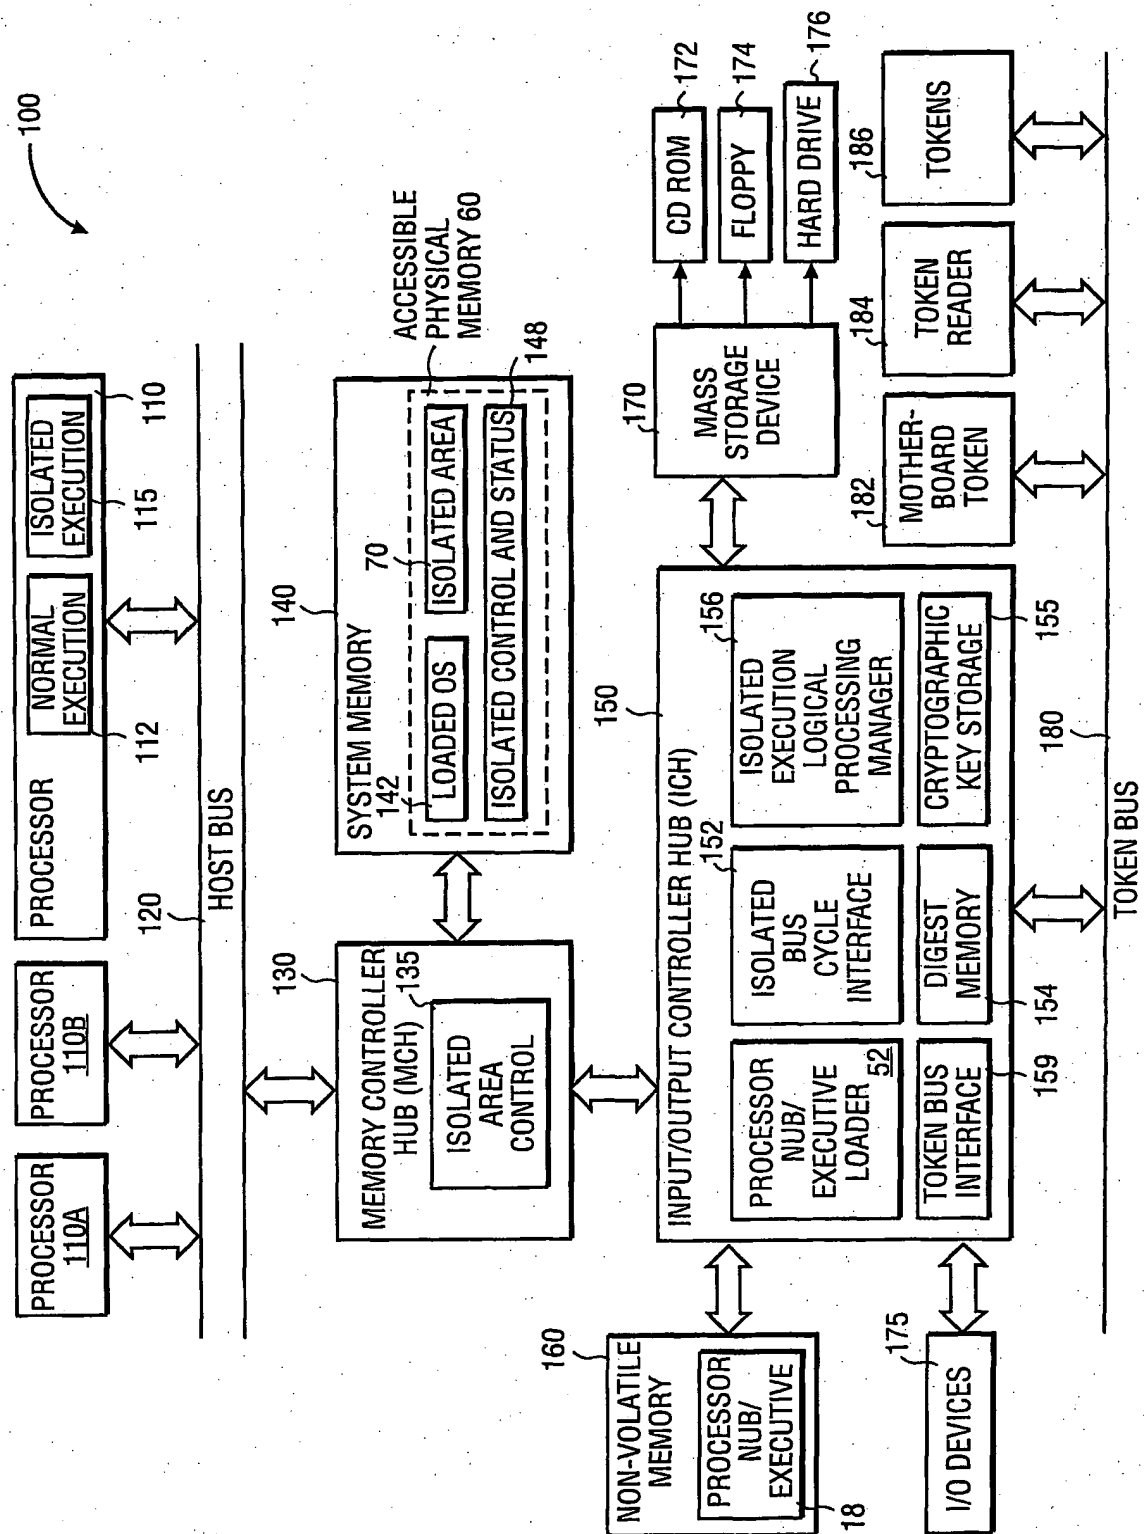 100
PROCESSOR
110A
PROCESSOR
110B
PROCESSOR
NORMAL
EXECUTION
112
ISOLATED
EXECUTION
115
110
120
HOST BUS
MEMORY CONTROLLER
HUB (MCH)
130
135
ISOLATED
AREA
CONTROL
SYSTEM MEMORY
140
142
LOADED OS
70
ISOLATED AREA
ISOLATED CONTROL AND STATUS
148
ACCESSIBLE
PHYSICAL
MEMORY 60
NON-VOLATILE
MEMORY
160
PROCESSOR
NUB/
EXECUTIVE
18
I/O DEVICES
175
INPUT/OUTPUT CONTROLLER HUB (ICH)
150
PROCESSOR
NUB/
EXECUTIVE
LOADER
52
152
ISOLATED
BUS
CYCLE
INTERFACE
156
ISOLATED
EXECUTION
LOGICAL
PROCESSING
MANAGER
TOKEN BUS
INTERFACE
159
DIGEST
MEMORY
154
CRYPTOGRAPHIC
KEY STORAGE
155
170
MASS
STORAGE
DEVICE
CD ROM
172
FLOPPY
174
HARD DRIVE
176
182
MOTHER-
BOARD
TOKEN
184
TOKEN
READER
186
TOKENS
180
TOKEN BUS